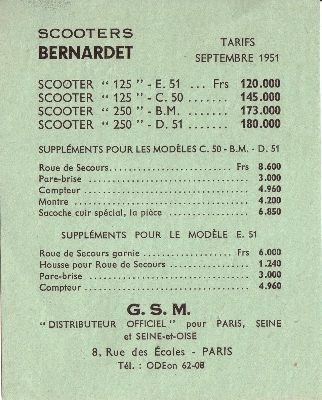 SCOOTERS
BERNARDET
TARIFS
SEPTEMBRE 1951
SCOOTER " 125 " - E. 51 ... Frs 120.000
SCOOTER " 125 " - C. 50 ....... 145.000
SCOOTER " 250 " - B.M. ........ 173.000
SCOOTER " 250 " - D. 51 ....... 180.000
SUPPLÉMENTS POUR LES MODÈLES C. 50 - B.M. - D. 51
Roue de Secours.............................. Frs 8.600
Pare-brise .................................... 3.000
Compteur ...................................... 4.960
Montre ........................................ 4.200
Sacoche cuir spécial, la pièce ................ 6.850
SUPPLÉMENTS POUR LE MODÈLE E. 51
Roue de Secours garnie ...................... Frs 6.000
Housse pour Roue de Secours ................... 1.240
Pare-brise .................................... 3.000
Compteur ...................................... 4.960
G. S. M.
"DISTRIBUTEUR OFFICIEL" pour PARIS, SEINE
et SEINE-et-OISE
8, Rue des Écoles - PARIS
Tél. : ODEon 62-08